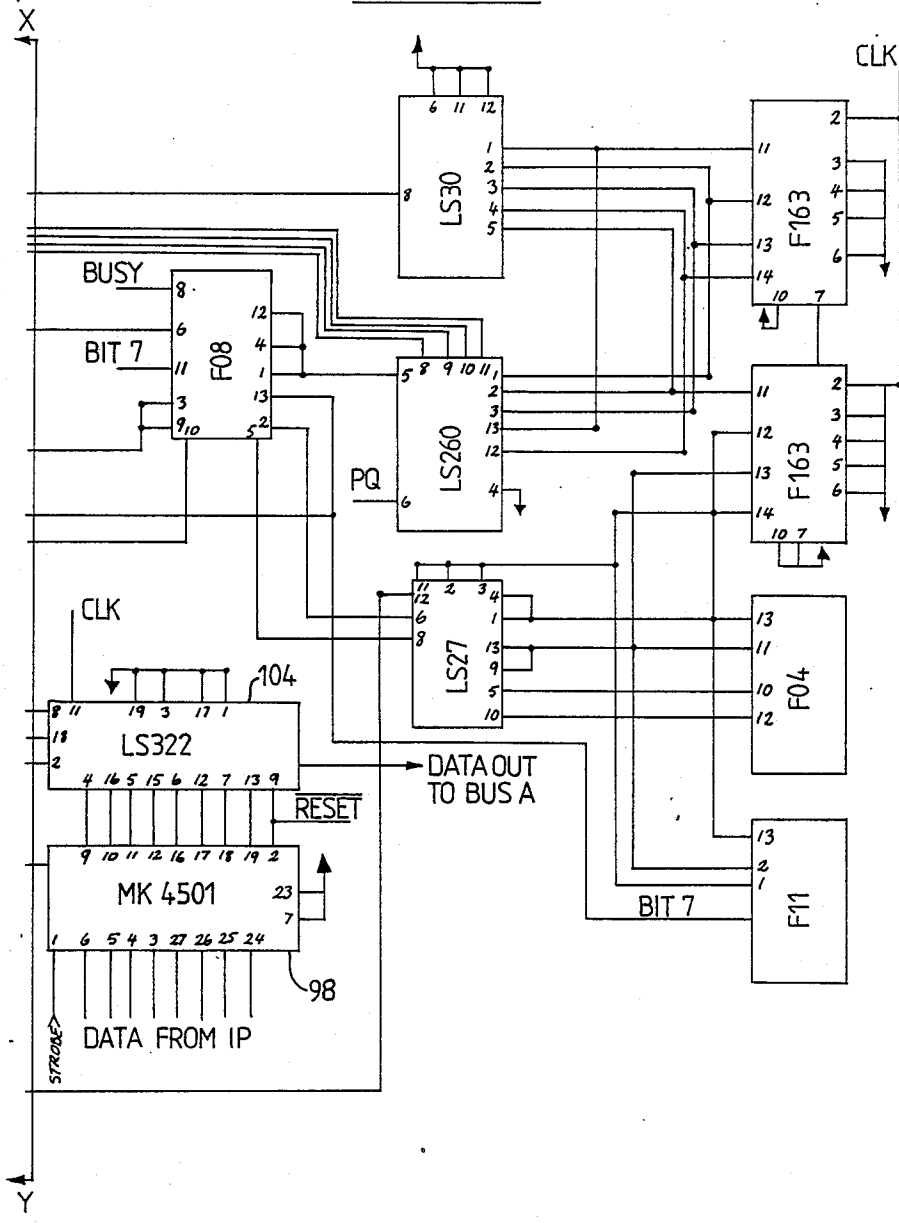 X
CLK
6 11 12
LS30
1
2
3
4
5
8
2
11
3
12
4
5
13
6
14
F163
10 7
BUSY
8
12
6
4
BIT 7
11
1
13
3
9 10
5 2
F08
8 9 10 11
5
1
2
3
13
12
PQ
6
4
LS260
2
11
3
12
4
13
5
6
14
F163
10 7
11 2 3
12
4
6
1
8
13
9
5
10
LS27
13
11
10
12
F04
CLK
104
8 11 19 3 17 1
18
LS322
2
4 16 5 15 6 12 7 13 9
DATA OUT
TO BUS A
RESET
9 10 11 12 16 17 18 19 2
MK 4501
23
7
1 6 5 4 3 27 26 25 24
98
STROBE>
DATA FROM IP
13
2
1
BIT 7
F11
Y